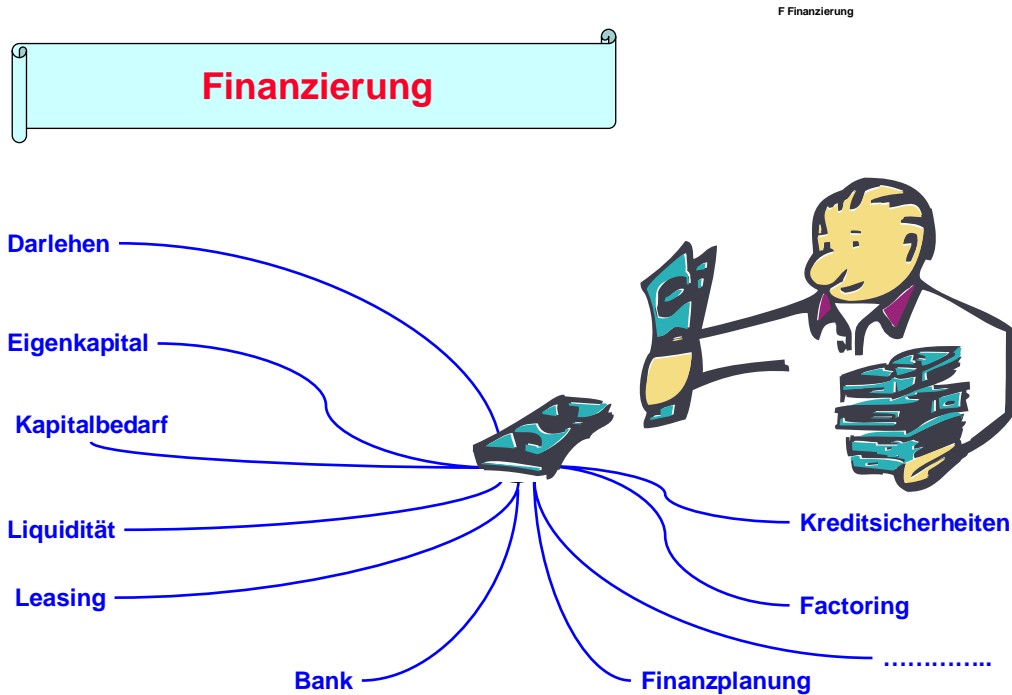 F Finanzierung
Finanzierung
Darlehen
Eigenkapital
Kapitalbedarf
Liquidität
Leasing
Bank
Finanzplanung
…………..
Factoring
Kreditsicherheiten